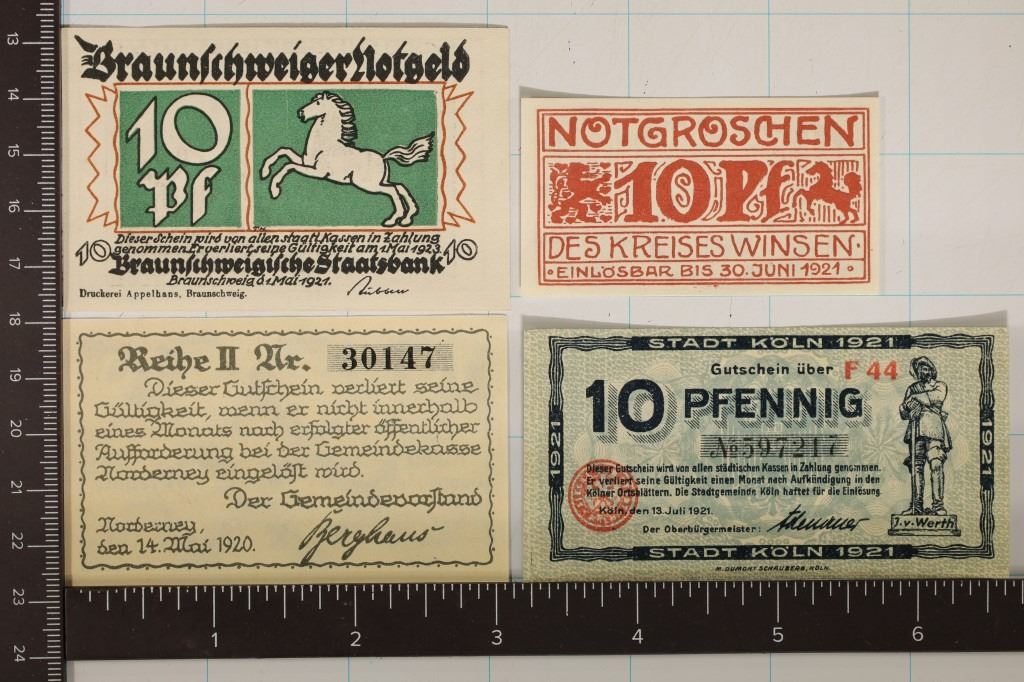 Braunschweiger Notgeld
10
Pf
Dieser Schein wird von allen staatl. Kassen in Zahlung
genommen. Er verliert seine Gültigkeit am 1. Mai 1923.
10 Braunschweigische Staatsbank 10
Braunschweig d. 1. Mai 1921.
Druckerei Appelhans, Braunschweig.
NOTGROSCHEN
10 Pf
DES KREISES WINSEN·
·EINLÖSBAR BIS 30. JUNI 1921·
Reihe II Nr. 30147
Dieser Gutschein verliert seine
Gültigkeit, wenn er nicht innerhalb
eines Monats nach erfolgter öffentlicher
Aufforderung bei der Gemeindekasse
Norderney eingelöst wird.
Der Gemeindevorstand
Norderney,
den 14. Mai 1920.
Berghaus
STADT KÖLN 1921
Gutschein über F 44
10 PFENNIG
No 597217
Dieser Gutschein wird von allen städtischen Kassen in Zahlung genommen.
Er verliert seine Gültigkeit einen Monat nach Aufkündigung in den
Kölner Ortsblättern. Die Stadtgemeinde Köln haftet für die Einlösung.
Köln, den 13. Juli 1921.
Der Oberbürgermeister: Adenauer
J. v. Werth
1921
1921
STADT KÖLN 1921
M. DUMONT SCHAUBERG, KÖLN.
13
14
15
16
17
18
19
20
21
22
23
24
1 2 3 4 5 6